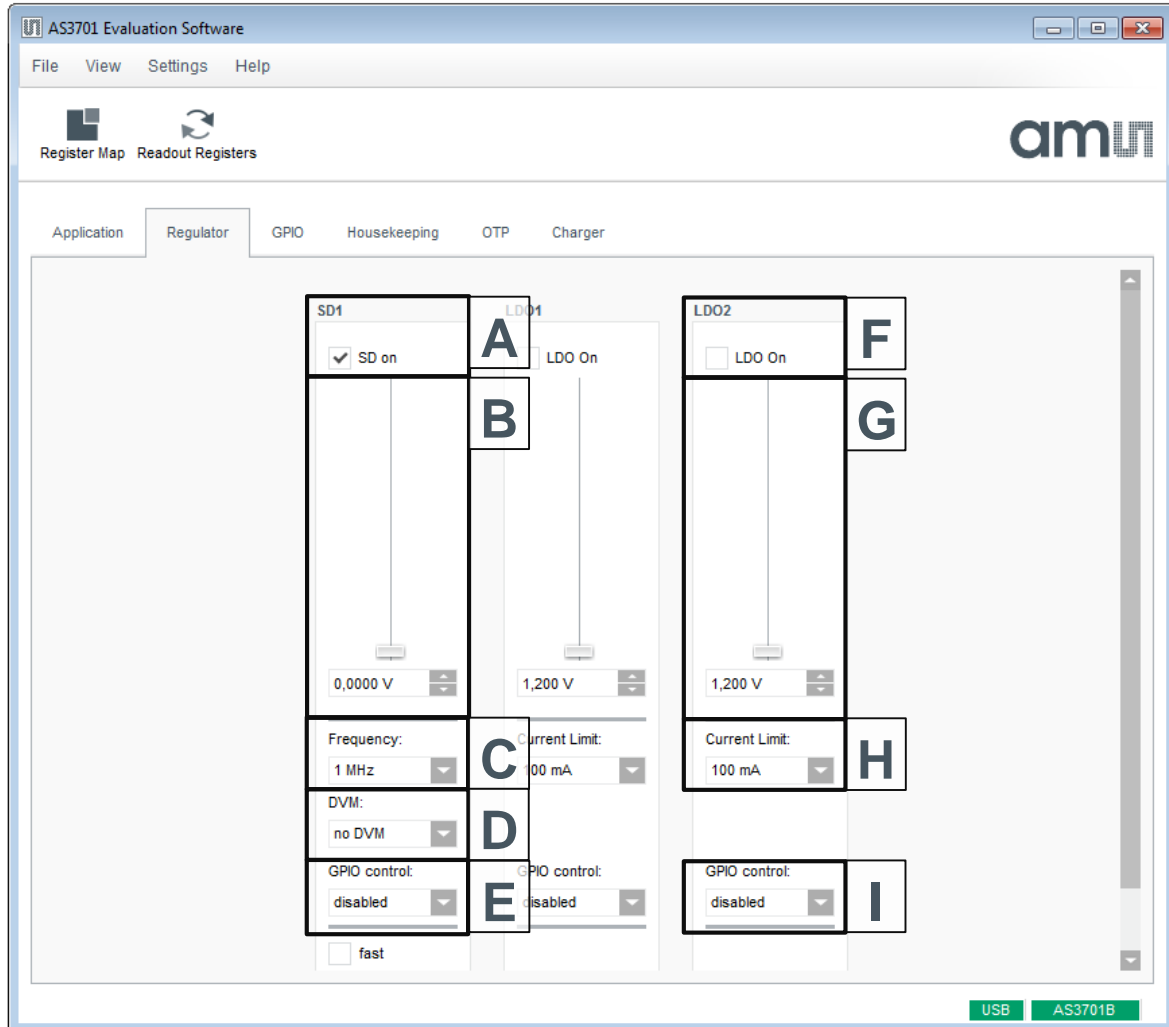 AS3701 Evaluation Software
File View Settings Help
Register Map Readout Registers
am
Application Regulator GPIO Housekeeping OTP Charger
SD1 A LDO1 LDO2 F
SD on LDO On LDO On
B G
0,0000 V 1,200 V 1,200 V
Frequency: C Current Limit: Current Limit: H
1 MHz 100 mA 100 mA
DVM: D
no DVM
GPIO control: E GPIO control: GPIO control: I
disabled disabled disabled
fast
USB AS3701B